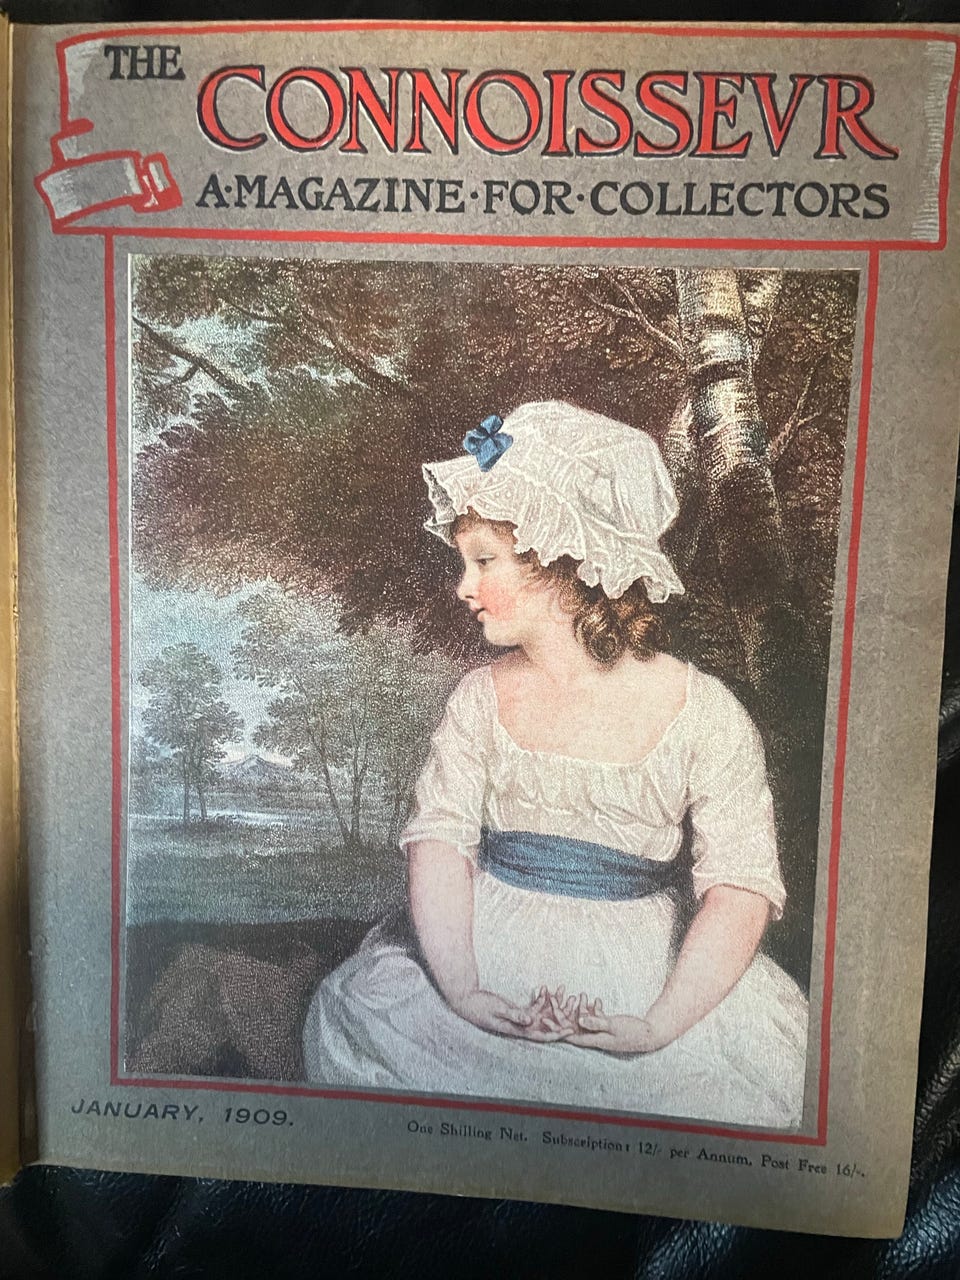 THE
CONNOISSEVR
A·MAGAZINE·FOR·COLLECTORS
JANUARY, 1909.
One Shilling Net. Subscription: 12/- per Annum, Post Free 16/-.